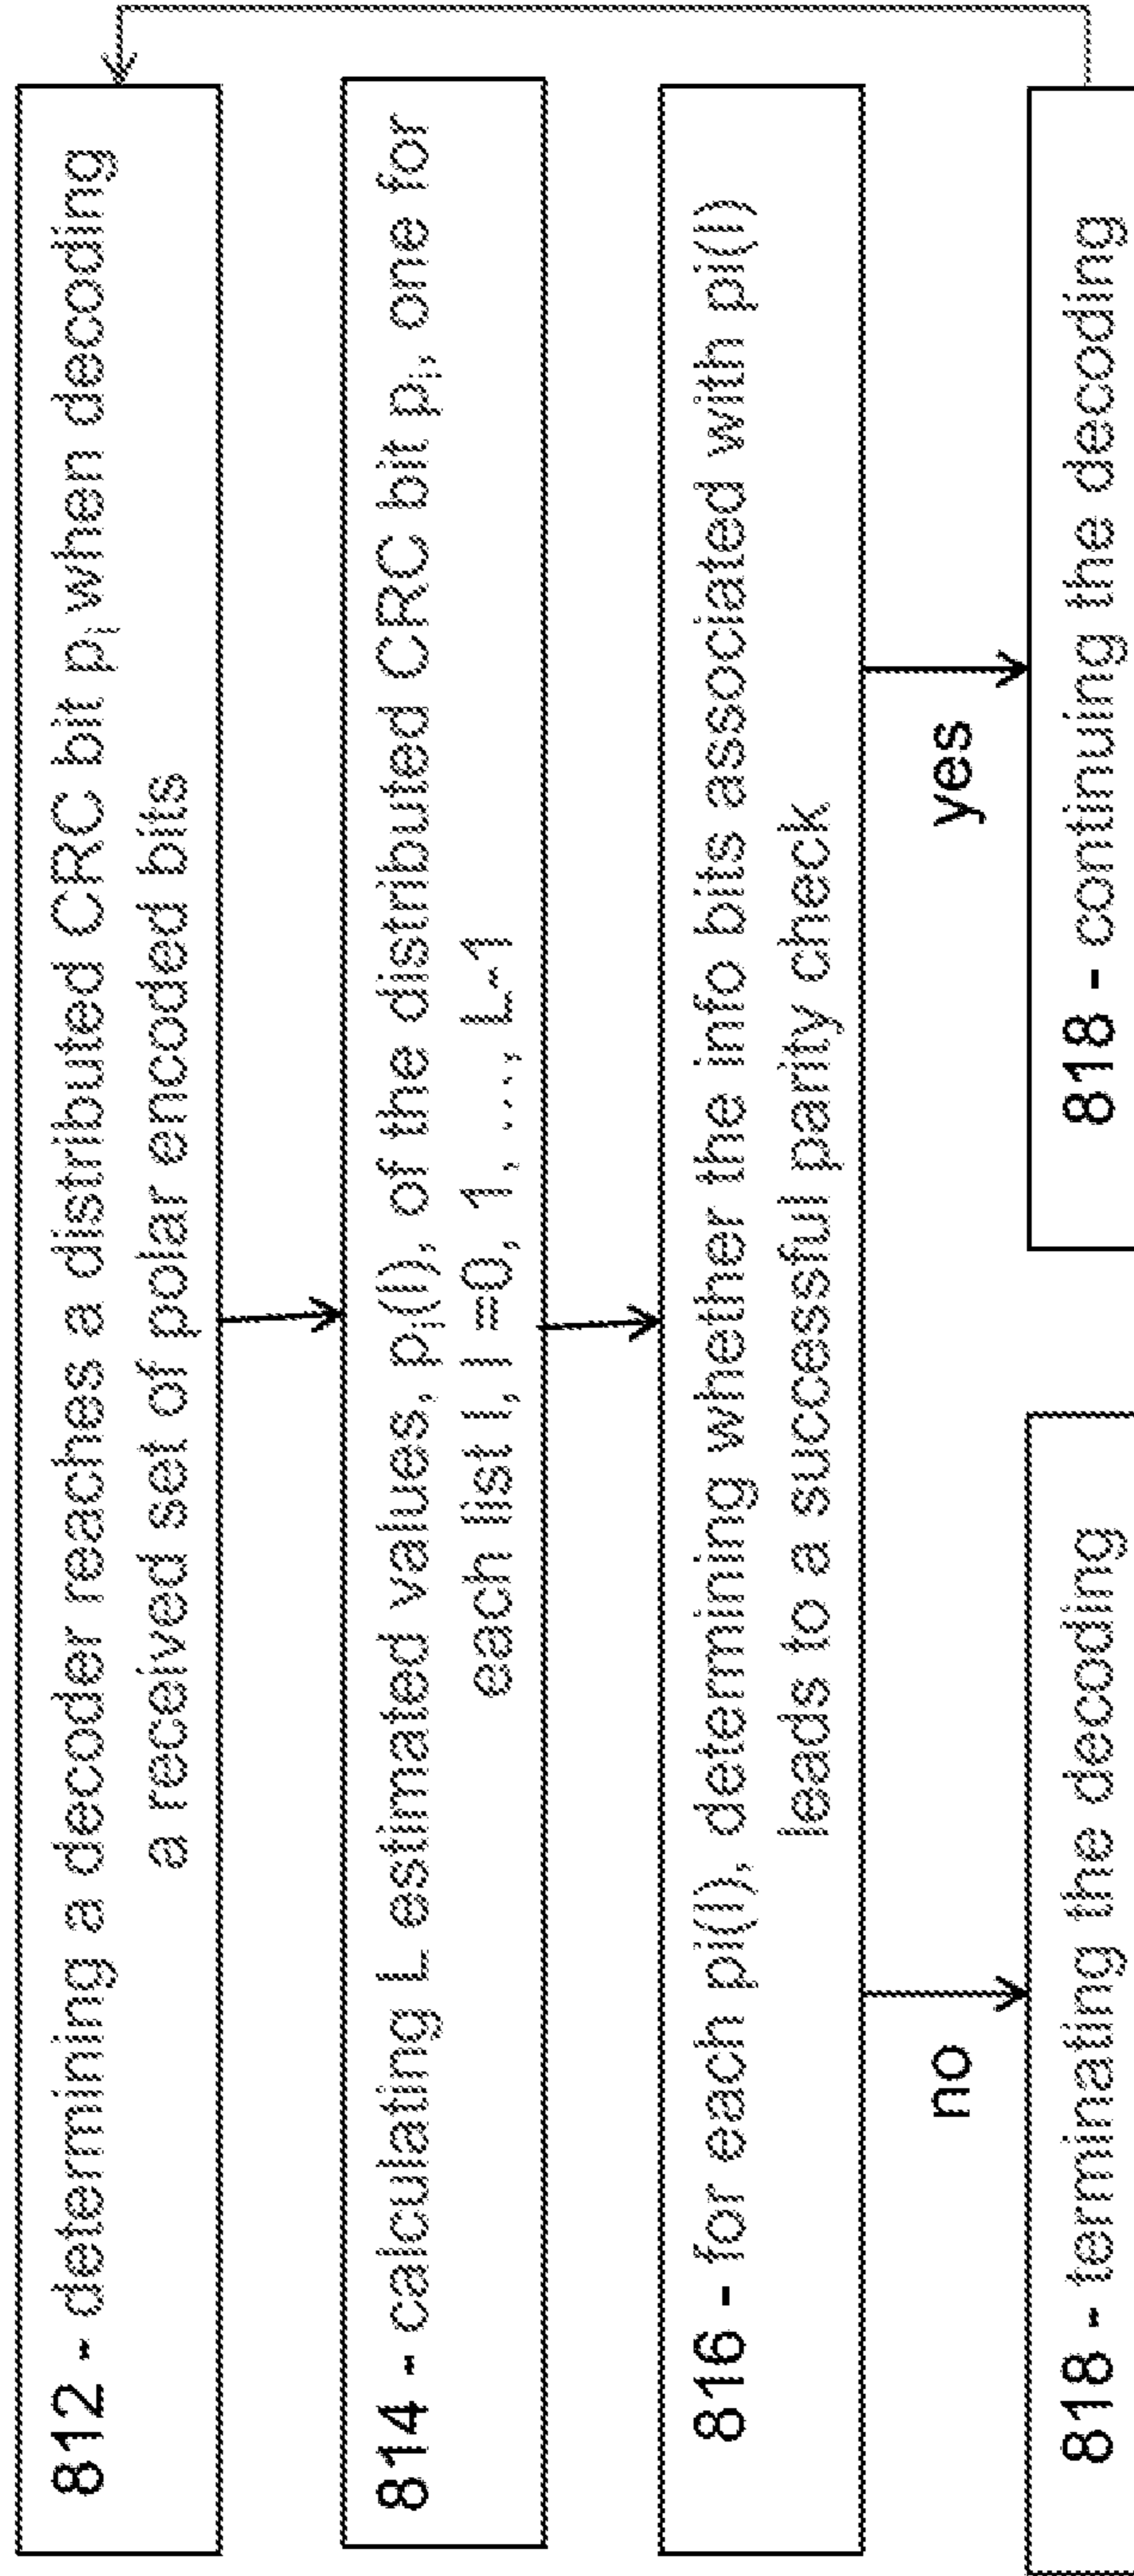 812 - determining a decoder reaches a distributed CRC bit pᵢ when decoding
a received set of polar encoded bits
814 - calculating L estimated values, pᵢ(l), of the distributed CRC bit pᵢ, one for
each list l, l =0, 1, ..., L-1
816 - for each pi(l), determining whether the info bits associated with pi(l)
leads to a successful parity check
no
yes
818 - terminating the decoding
818 - continuing the decoding